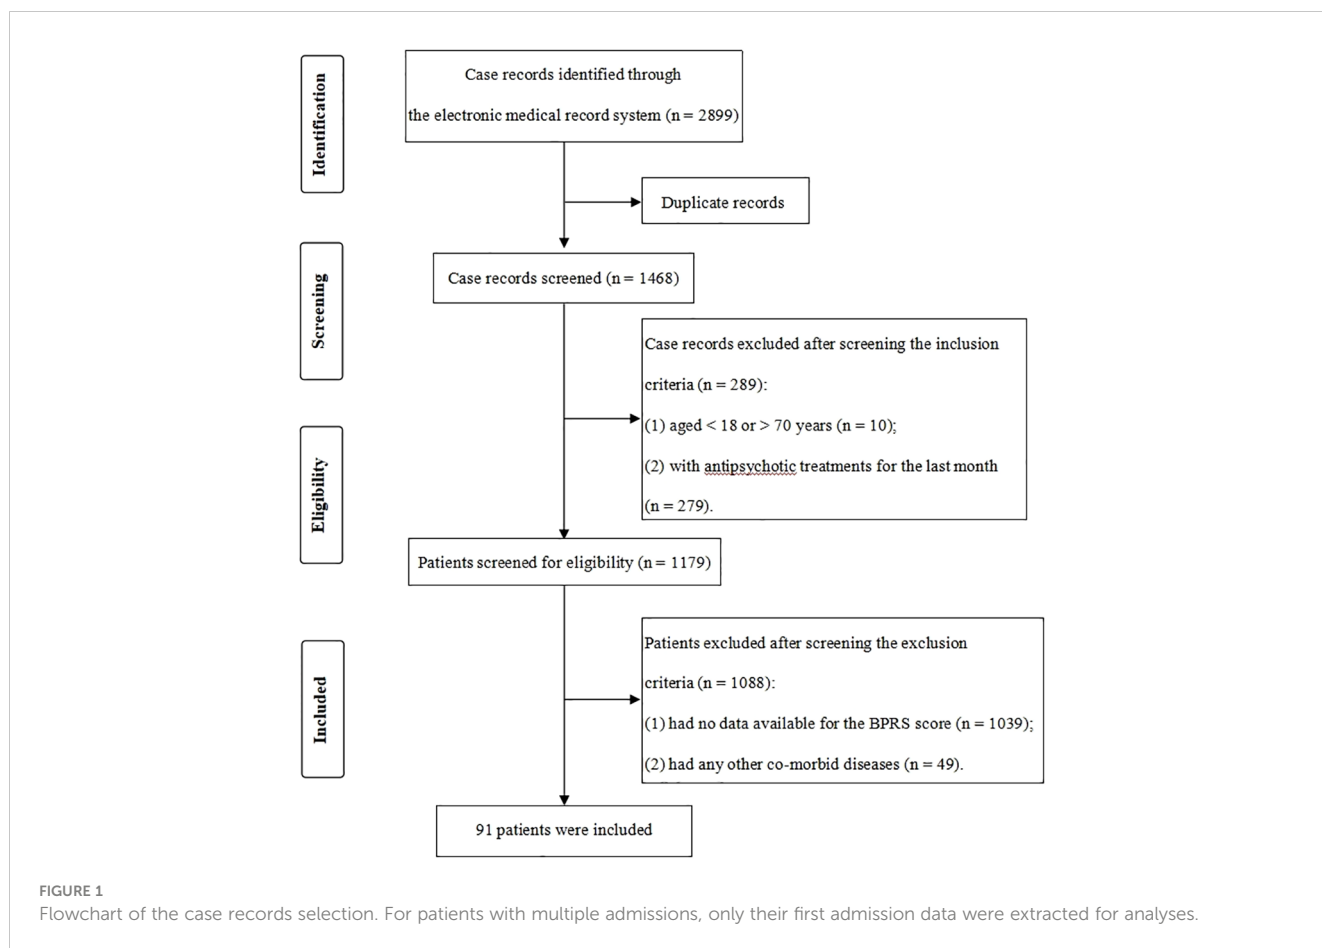 Identification
Case records identified through
the electronic medical record system (n = 2899)
Duplicate records
Screening
Case records screened (n = 1468)
Case records excluded after screening the inclusion
criteria (n = 289):
(1) aged < 18 or > 70 years (n = 10);
(2) with antipsychotic treatments for the last month
(n = 279).
Eligibility
Patients screened for eligibility (n = 1179)
Patients excluded after screening the exclusion
criteria (n = 1088):
(1) had no data available for the BPRS score (n = 1039);
(2) had any other co-morbid diseases (n = 49).
Included
91 patients were included
FIGURE 1
Flowchart of the case records selection. For patients with multiple admissions, only their first admission data were extracted for analyses.